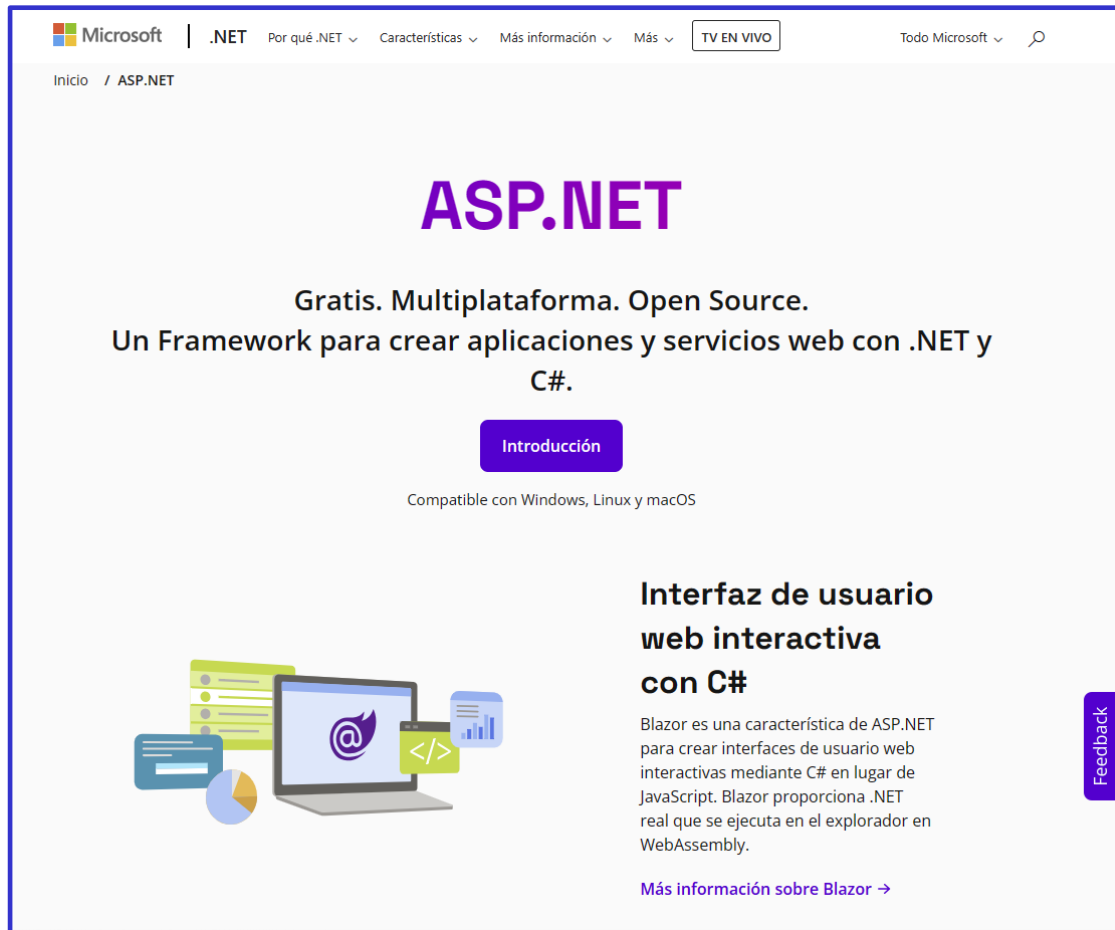 Microsoft .NET Por qué .NET Características Más información Más TV EN VIVO Todo Microsoft
Inicio / ASP.NET
ASP.NET
Gratis. Multiplataforma. Open Source.
Un Framework para crear aplicaciones y servicios web con .NET y
C#.
Introducción
Compatible con Windows, Linux y macOS
Interfaz de usuario
web interactiva
con C#
Blazor es una característica de ASP.NET
para crear interfaces de usuario web
interactivas mediante C# en lugar de
JavaScript. Blazor proporciona .NET
real que se ejecuta en el explorador en
WebAssembly.
Más información sobre Blazor →
@
</>
Feedback